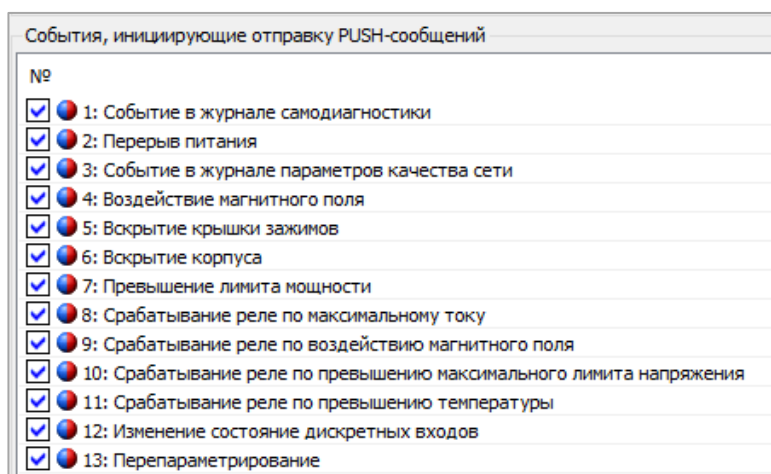 События, инициирующие отправку PUSH-сообщений
№
1: Событие в журнале самодиагностики
2: Перерыв питания
3: Событие в журнале параметров качества сети
4: Воздействие магнитного поля
5: Вскрытие крышки зажимов
6: Вскрытие корпуса
7: Превышение лимита мощности
8: Срабатывание реле по максимальному току
9: Срабатывание реле по воздействию магнитного поля
10: Срабатывание реле по превышению максимального лимита напряжения
11: Срабатывание реле по превышению температуры
12: Изменение состояние дискретных входов
13: Перепараметрирование